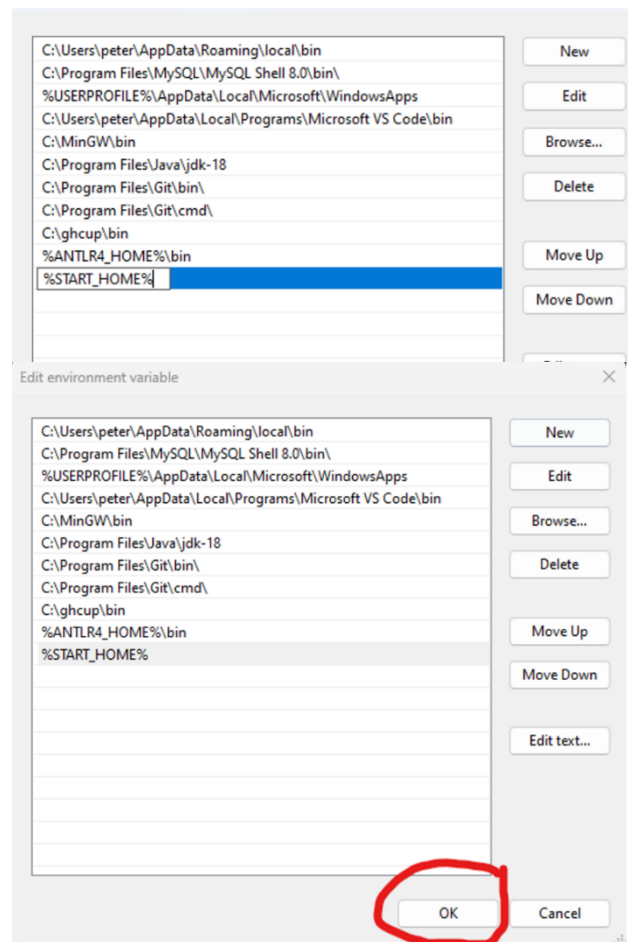 C:\Users\peter\AppData\Roaming\local\bin
New
C:\Program Files\MySQL\MySQL Shell 8.0\bin\
%USERPROFILE%\AppData\Local\Microsoft\WindowsApps
Edit
C:\Users\peter\AppData\Local\Programs\Microsoft VS Code\bin
C:\MinGW\bin
Browse...
C:\Program Files\Java\jdk-18
C:\Program Files\Git\bin\
Delete
C:\Program Files\Git\cmd\
C:\ghcup\bin
%ANTLR4_HOME%\bin
Move Up
%START_HOME%
Move Down
Edit environment variable
C:\Users\peter\AppData\Roaming\local\bin
New
C:\Program Files\MySQL\MySQL Shell 8.0\bin\
%USERPROFILE%\AppData\Local\Microsoft\WindowsApps
Edit
C:\Users\peter\AppData\Local\Programs\Microsoft VS Code\bin
C:\MinGW\bin
Browse...
C:\Program Files\Java\jdk-18
C:\Program Files\Git\bin\
Delete
C:\Program Files\Git\cmd\
C:\ghcup\bin
%ANTLR4_HOME%\bin
Move Up
%START_HOME%
Move Down
Edit text...
OK
Cancel